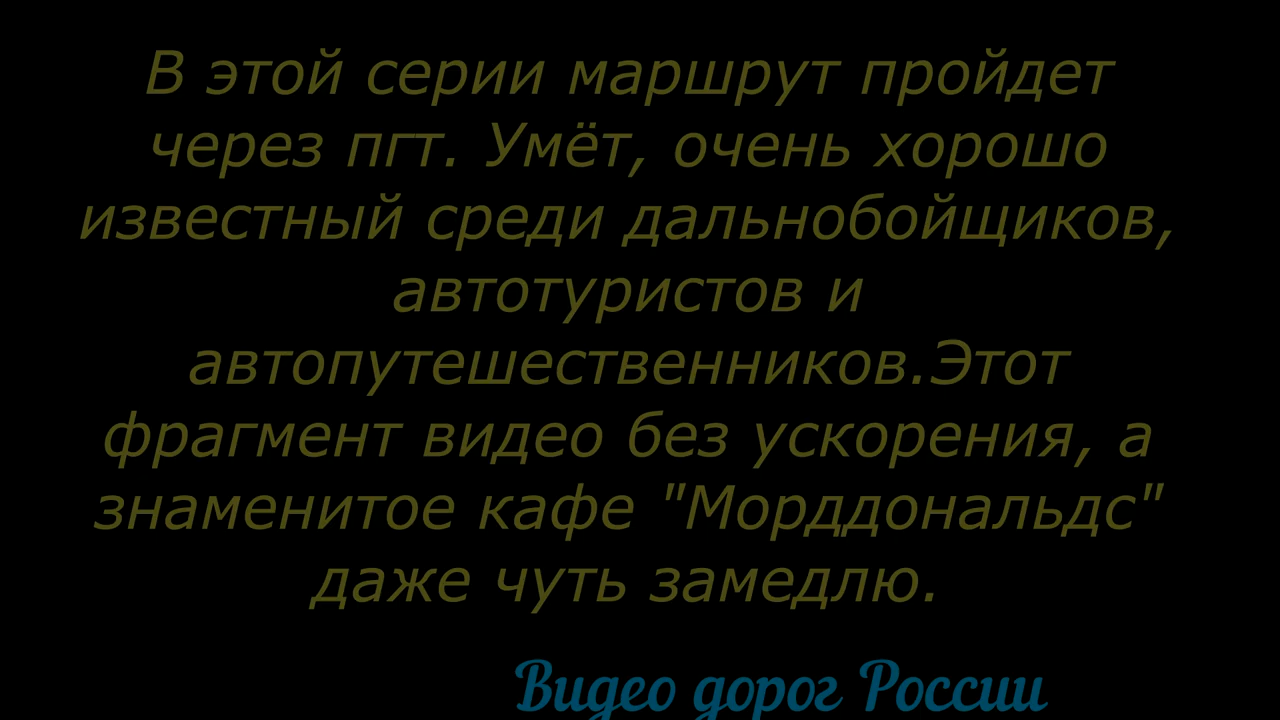 В этой серии маршрут пройдет
через пгт. Умёт, очень хорошо
известный среди дальнобойщиков,
автотуристов и
автопутешественников.Этот
фрагмент видео без ускорения, а
знаменитое кафе "Морддональдс"
даже чуть замедлю.
Видео дорог России